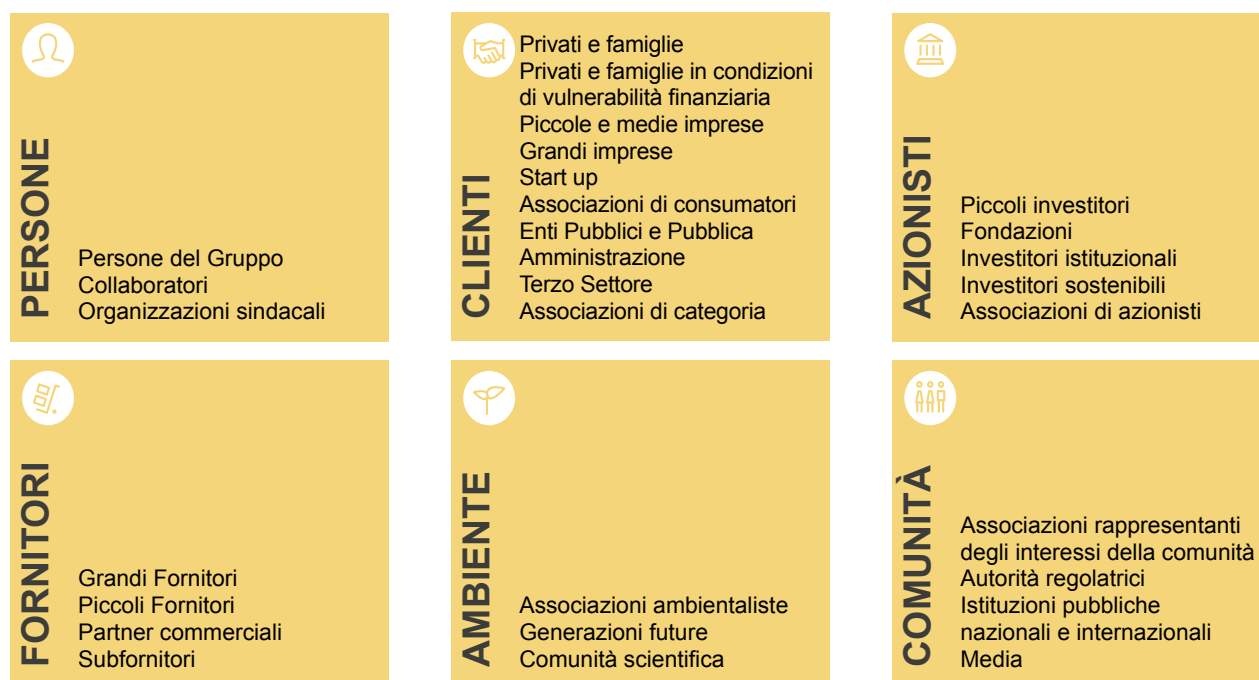 PERSONE
Persone del Gruppo
Collaboratori
Organizzazioni sindacali
CLIENTI
Privati e famiglie
Privati e famiglie in condizioni
di vulnerabilità finanziaria
Piccole e medie imprese
Grandi imprese
Start up
Associazioni di consumatori
Enti Pubblici e Pubblica
Amministrazione
Terzo Settore
Associazioni di categoria
AZIONISTI
Piccoli investitori
Fondazioni
Investitori istituzionali
Investitori sostenibili
Associazioni di azionisti
FORNITORI
Grandi Fornitori
Piccoli Fornitori
Partner commerciali
Subfornitori
AMBIENTE
Associazioni ambientaliste
Generazioni future
Comunità scientifica
COMUNITÀ
Associazioni rappresentanti
degli interessi della comunità
Autorità regolatrici
Istituzioni pubbliche
nazionali e internazionali
Media